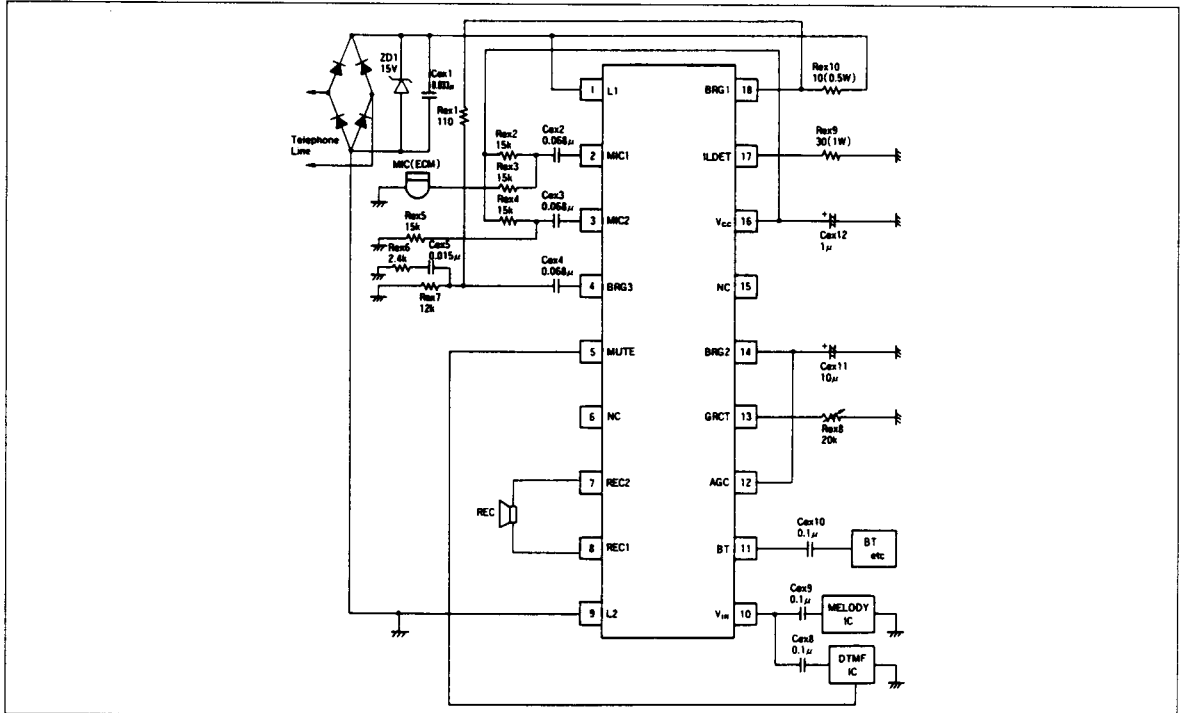 ZD1
15V
Cex1
Rex1
110
Telephone
Line
MIC(ECM)
Rex2
15k
Rex3
15k
Rex4
15k
Rex5
15k
Rex6
2.4k
Cex5
0.015μ
Rex7
12k
Cex2
0.068μ
Cex3
0.068μ
Cex4
0.068μ
REC
1 L1
2 MIC1
3 MIC2
4 BRG3
5 MUTE
6 NC
7 REC2
8 REC1
9 L2
BRG1 18
ILDET 17
Vcc 16
NC 15
BRG2 14
GRCT 13
AGC 12
BT 11
VIN 10
Rex10
10(0.5W)
Rex9
30(1W)
+
Cex12
1μ
+
Cex11
10μ
Rex8
20k
Cex10
0.1μ
BT
etc
Cex9
0.1μ
MELODY
IC
Cex8
0.1μ
DTMF
IC